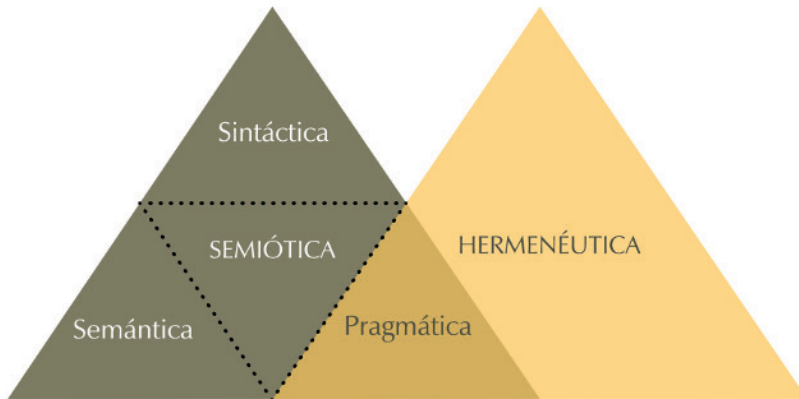 Sintáctica
SEMIÓTICA
HERMENÉUTICA
Semántica
Pragmática